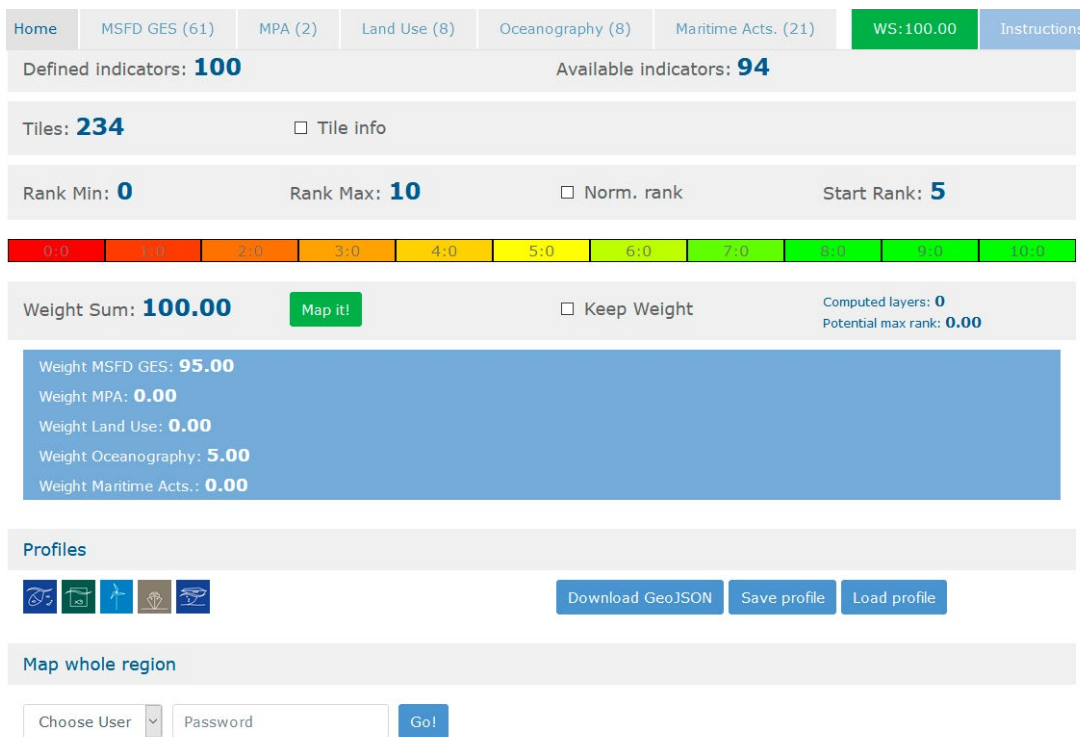 Home MSFD GES (61) MPA (2) Land Use (8) Oceanography (8) Maritime Acts. (21) WS:100.00 Instructions
Defined indicators: 100 Available indicators: 94
Tiles: 234 Tile info
Rank Min: 0 Rank Max: 10 Norm. rank Start Rank: 5
0:0 1:0 2:0 3:0 4:0 5:0 6:0 7:0 8:0 9:0 10:0
Weight Sum: 100.00 Map it! Keep Weight Computed layers: 0
Potential max rank: 0.00
Weight MSFD GES: 95.00
Weight MPA: 0.00
Weight Land Use: 0.00
Weight Oceanography: 5.00
Weight Maritime Acts.: 0.00
Profiles
Download GeoJSON Save profile Load profile
Map whole region
Choose User Password Go!